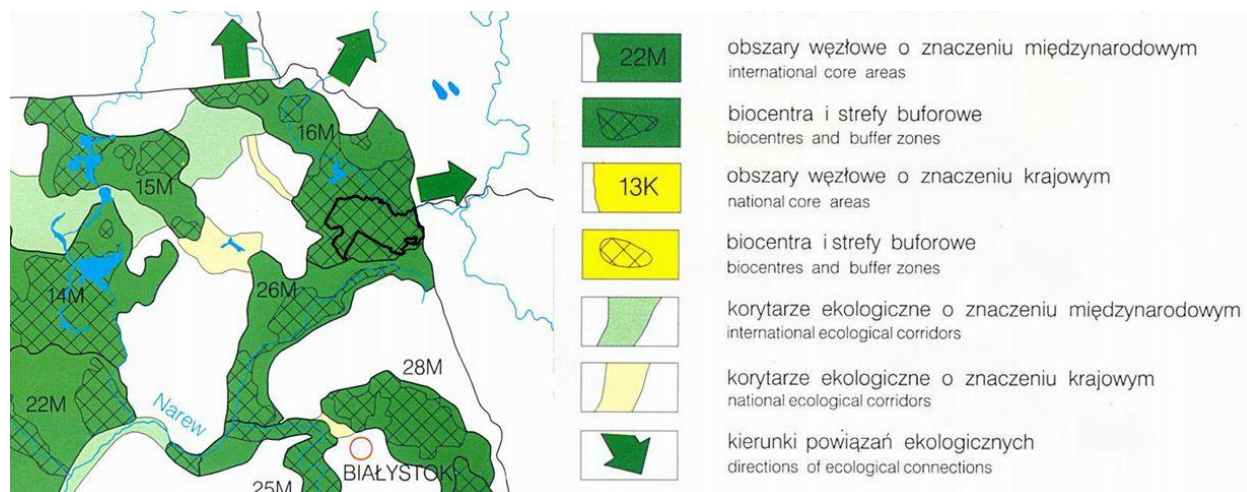 16M
15M
14M
26M
28M
22M
Narew
BIAŁYSTOK
25M
22M
obszary węzłowe o znaczeniu międzynarodowym
international core areas
biocentra i strefy buforowe
biocentres and buffer zones
13K
obszary węzłowe o znaczeniu krajowym
national core areas
biocentra i strefy buforowe
biocentres and buffer zones
korytarze ekologiczne o znaczeniu międzynarodowym
international ecological corridors
korytarze ekologiczne o znaczeniu krajowym
national ecological corridors
kierunki powiązań ekologicznych
directions of ecological connections